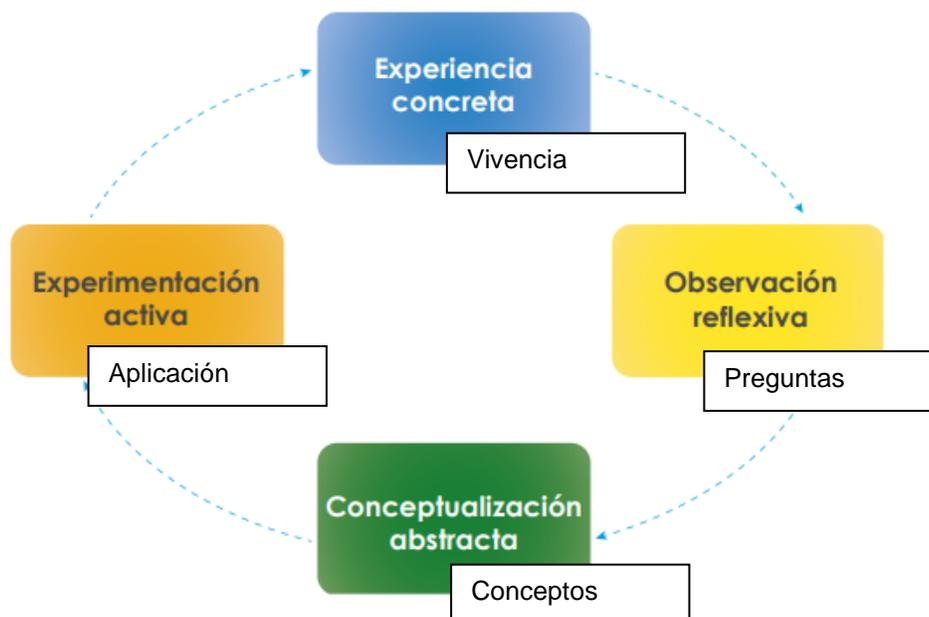 Experiencia
concreta
Vivencia
Observación
reflexiva
Preguntas
Conceptualización
abstracta
Conceptos
Experimentación
activa
Aplicación